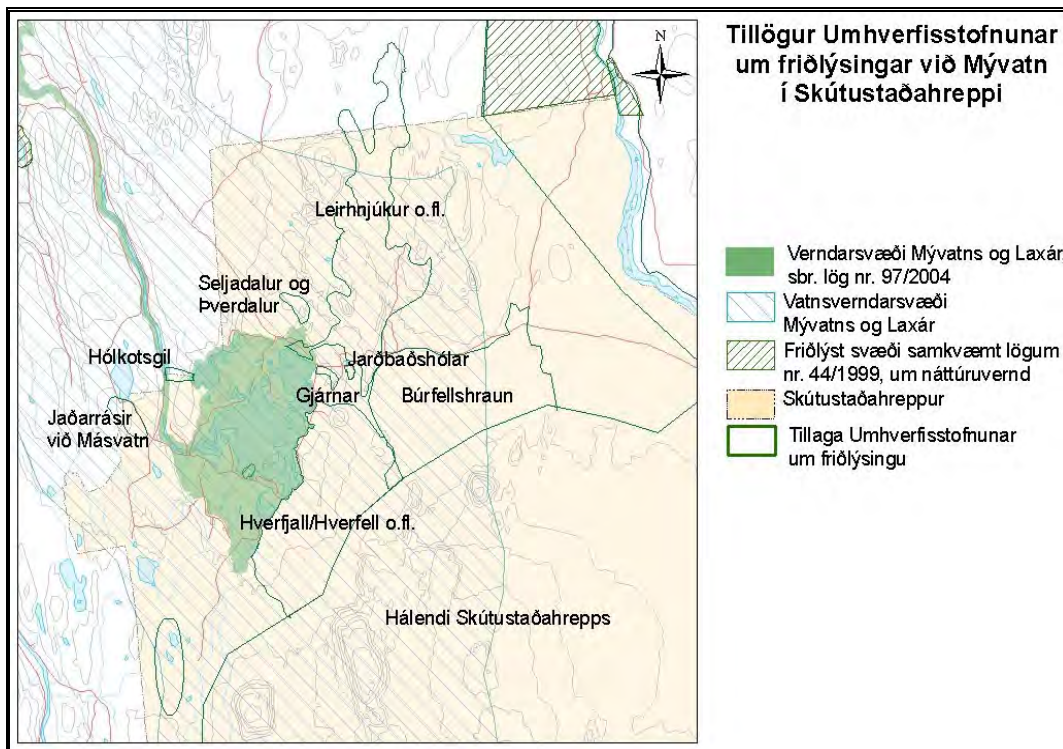 Tillögur Umhverfisstofnunar
um friðlýsingar við Mývatn
í Skútustaðahreppi
N
Leirhnjúkur o.fl.
Seljadalur og
Þverdalur
Hólkotsgil
Jarðbaðshólar
Gjárnar
Búrfellshraun
Jaðarrásir
við Másvatn
Hverfjall/Hverfell o.fl.
Hálendi Skútustaðahrepps
Verndarsvæði Mývatns og Laxár,
sbr. lög nr. 97/2004
Vatnsverndarsvæði
Mývatns og Laxár
Friðlýst svæði samkvæmt lögum
nr. 44/1999, um náttúruvernd
Skútustaðahreppur
Tillaga Umhverfisstofnunar
um friðlýsingu